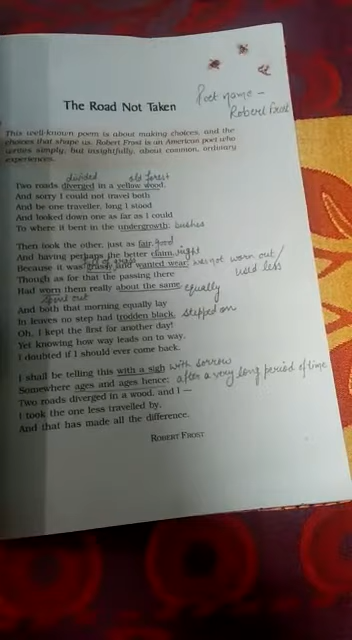 Poet name –
Robert Frost
The Road Not Taken
This well-known poem is about making choices, and the
choices that shape us. Robert Frost is an American poet who
writes simply, but insightfully, about common, ordinary
experiences.
divided old forest
Two roads diverged in a yellow wood,
And sorry I could not travel both
And be one traveller, long I stood
And looked down one as far as I could
To where it bent in the undergrowth; bushes
Then took the other, just as fair, good
And having perhaps the better claim, right
full of grass
Because it was grassy and wanted wear; was not worn out/
used less
Though as for that the passing there
Had worn them really about the same, equally
out
And both that morning equally lay
In leaves no step had trodden black. stepped on
Oh, I kept the first for another day!
Yet knowing how way leads on to way,
I doubted if I should ever come back.
I shall be telling this with a sigh with sorrow
Somewhere ages and ages hence: after a very long period of time
Two roads diverged in a wood, and I —
I took the one less travelled by,
And that has made all the difference.
ROBERT FROST